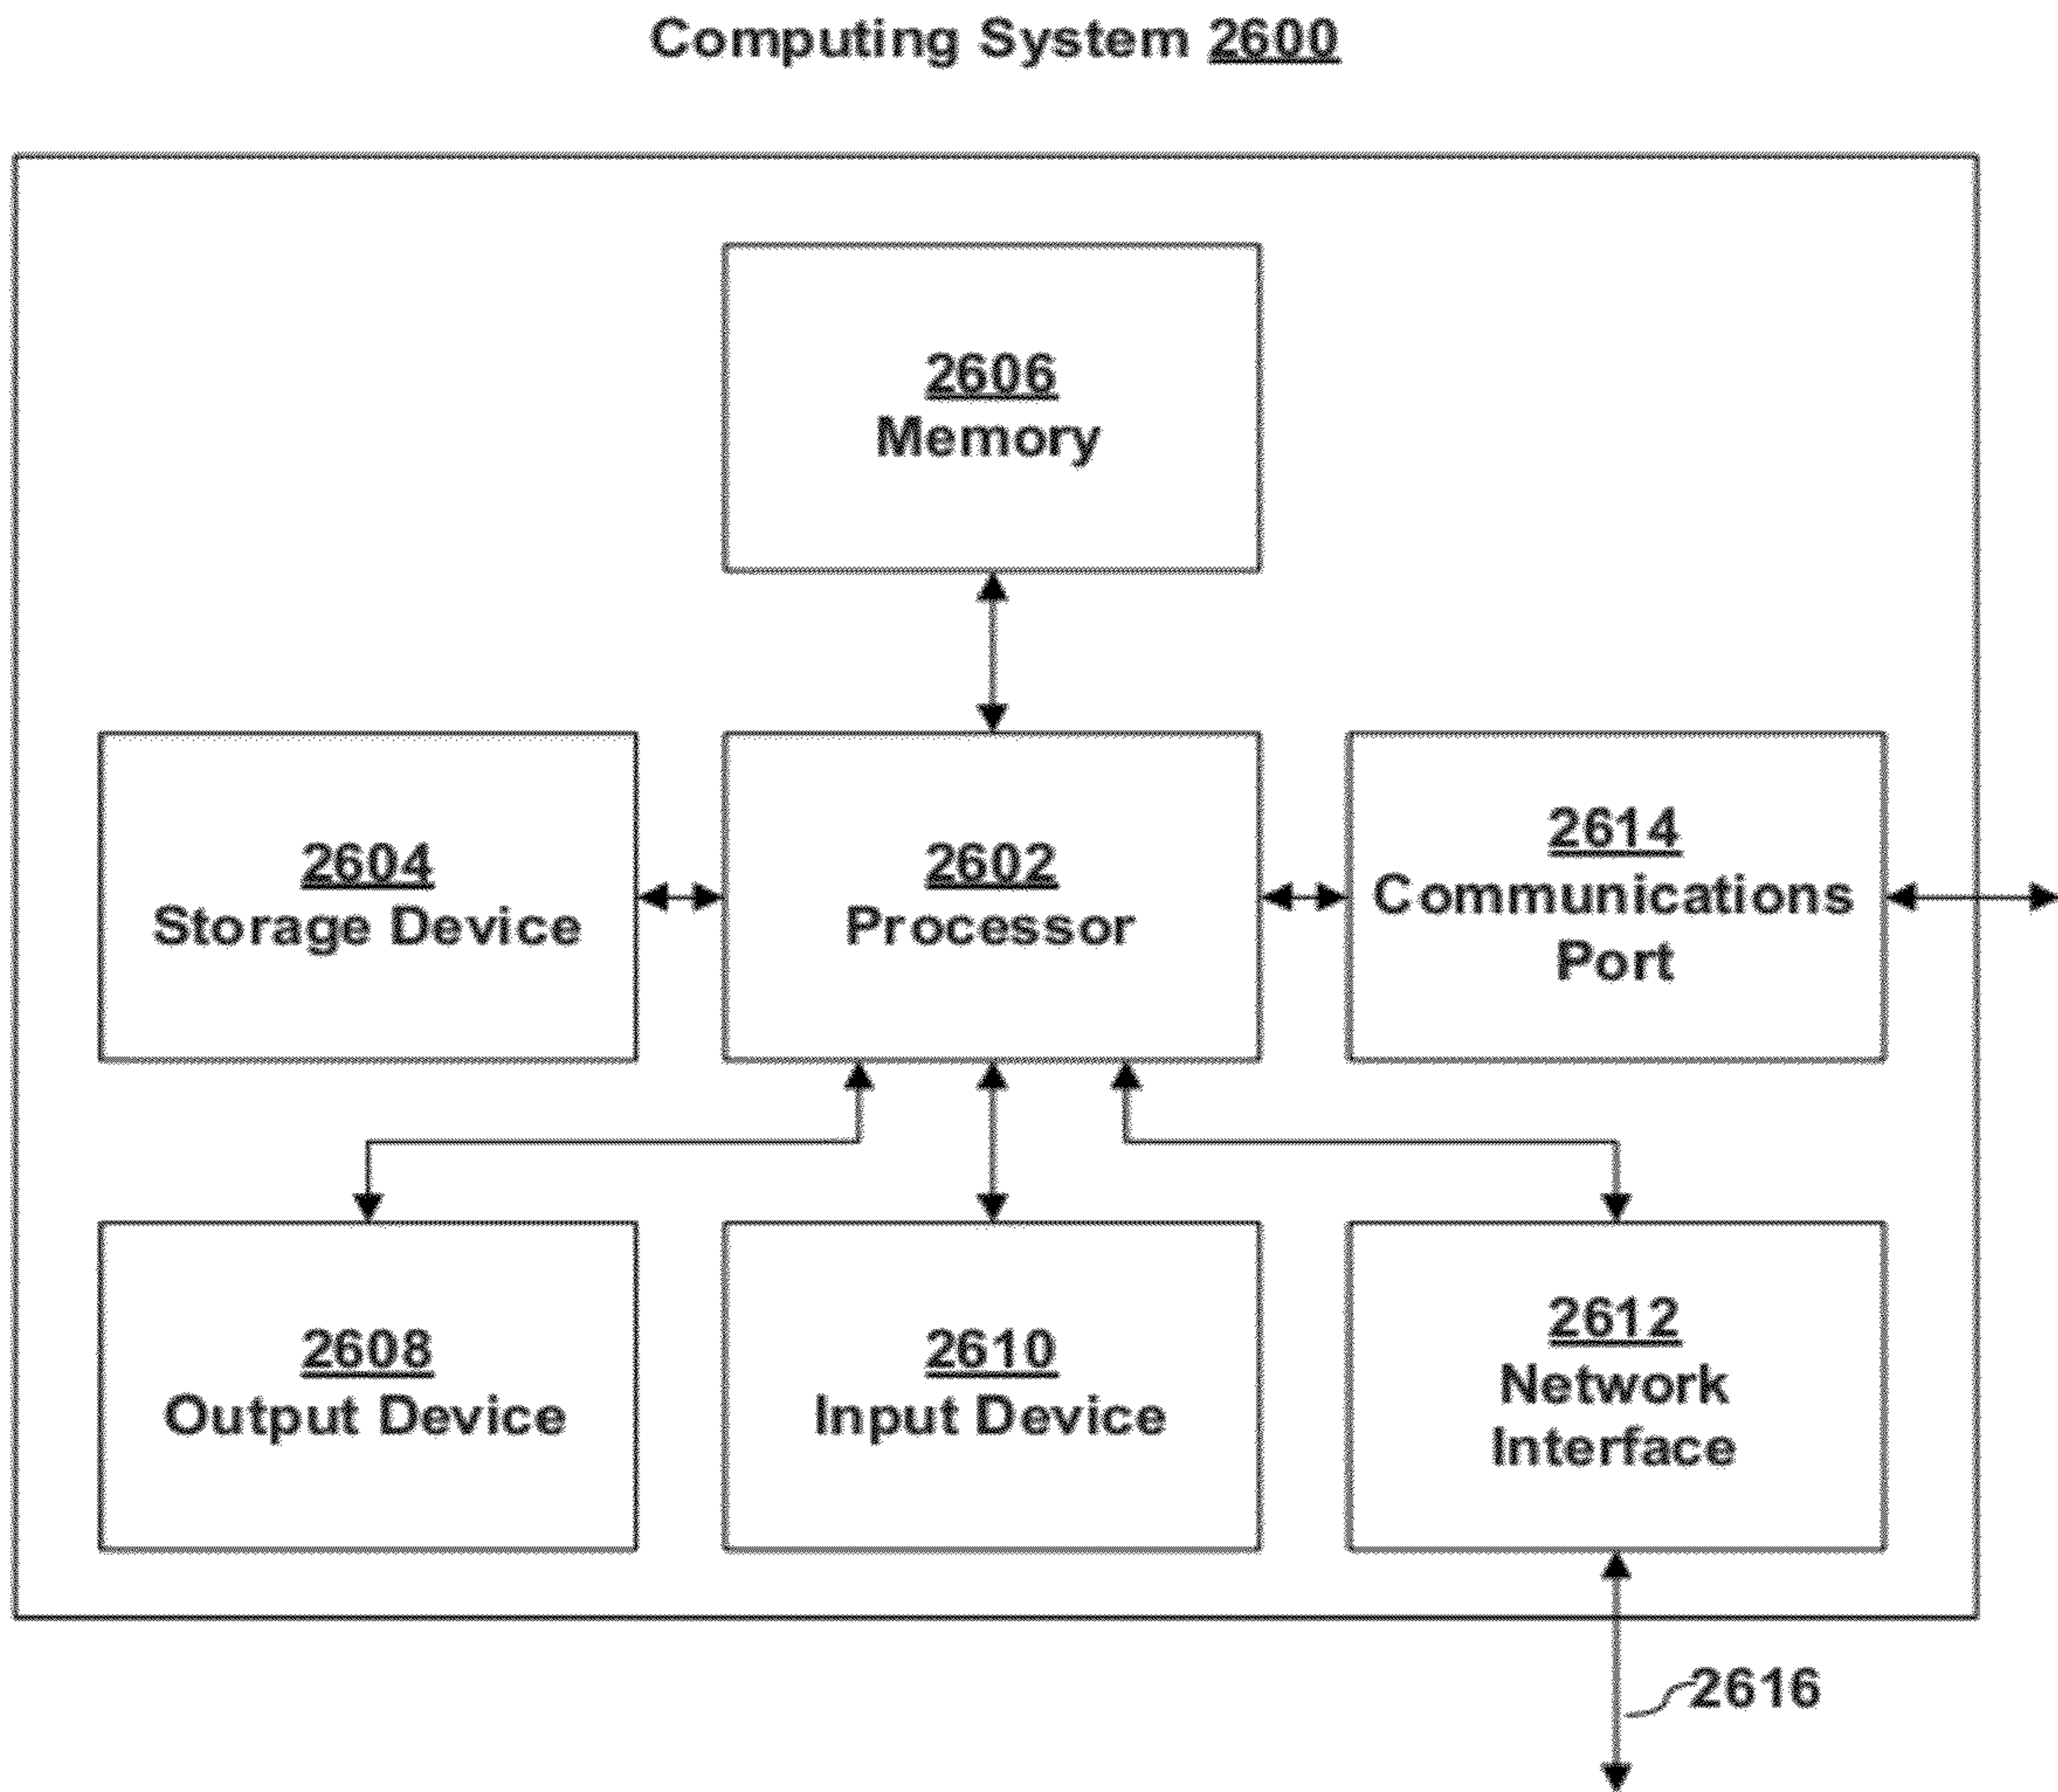 Computing System 2600
2606
Memory
2604
Storage Device
2602
Processor
2614
Communications
Port
2608
Output Device
2610
Input Device
2612
Network
Interface
2616